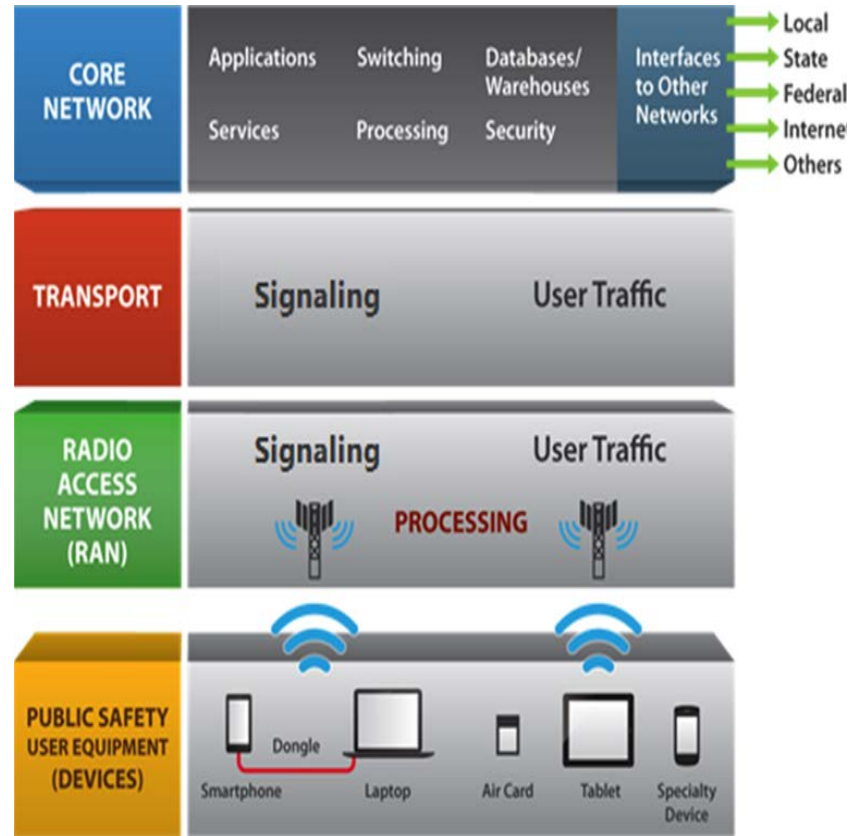 CORE
NETWORK
Applications Switching Databases/
Warehouses
Services Processing Security
Interfaces
to Other
Networks
Local
State
Federal
Interne
Others
TRANSPORT
Signaling User Traffic
RADIO
ACCESS
NETWORK
(RAN)
Signaling User Traffic
PROCESSING
PUBLIC SAFETY
USER EQUIPMENT
(DEVICES)
Dongle
Smartphone Laptop Air Card Tablet Specialty
Device